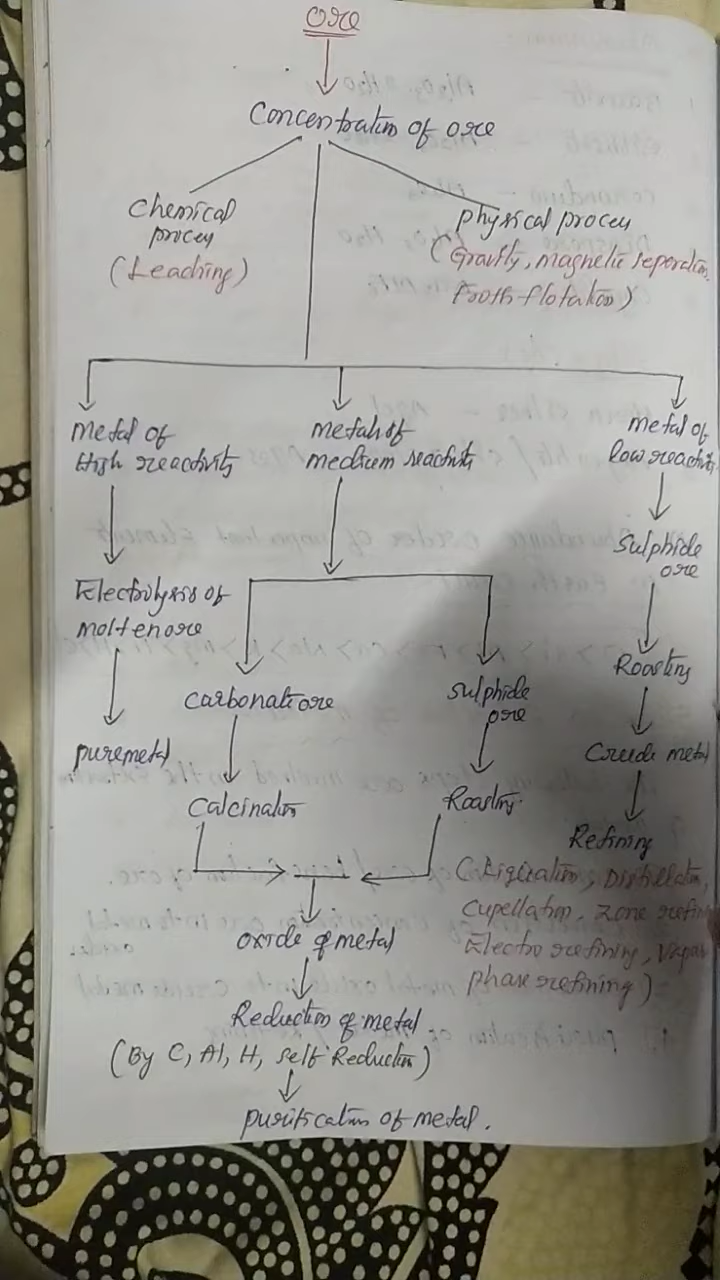 Ore
Concentration of ore
Chemical
process
(Leaching)
physical process
(Gravity, magnetic seperation,
Froth-flotation)
metal of
High reactivity
metal of
medium reactivity
metal of
low reactivity
Electrolysis of
molten ore
pure metal
Carbonate ore
Calcination
sulphide
ore
Roasting
Sulphide
ore
Roasting
Crude metal
Refining
(Liquation, Distillation,
Cupellation, Zone refin
Electro refining, Vapour
phase refining)
oxide of metal
Reduction of metal
(By C, Al, H, self Reduction)
purification of metal.